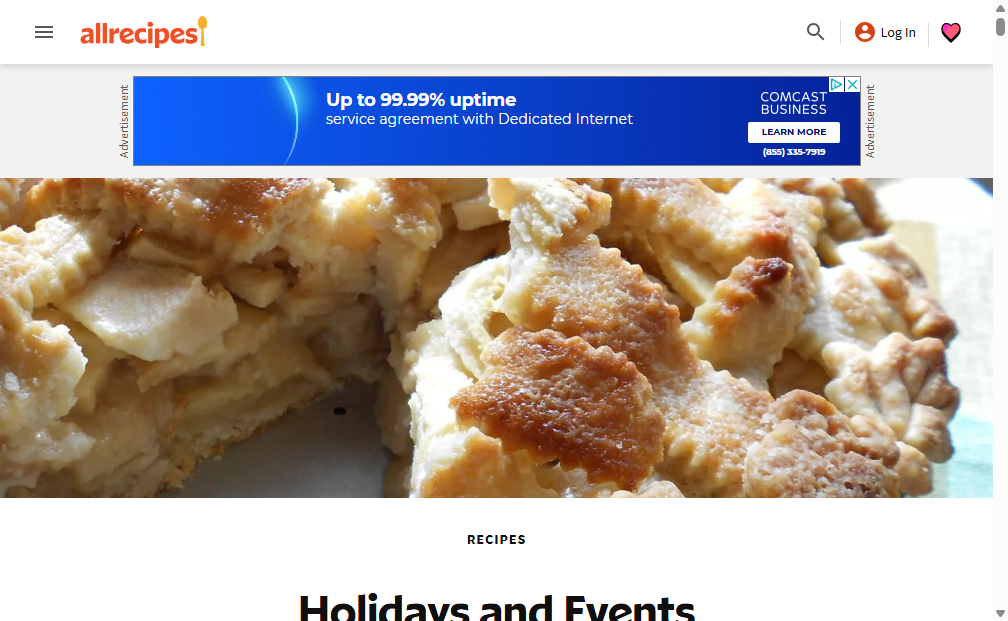 allrecipes
Log In
Advertisement
Up to 99.99% uptime
service agreement with Dedicated Internet
COMCAST
BUSINESS
LEARN MORE
(855) 335-7919
Advertisement
RECIPES
Holidays and Events